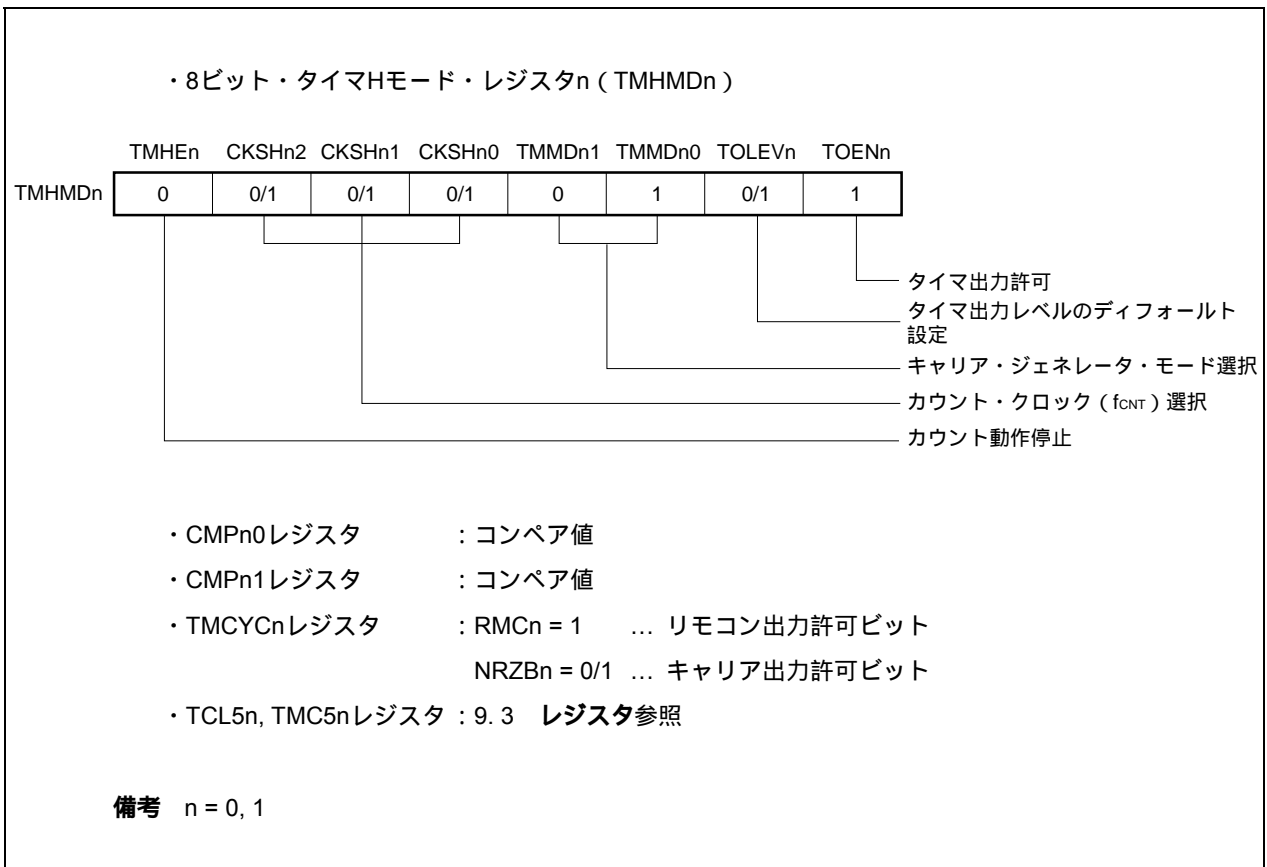 ・8ビット・タイマHモード・レジスタn（TMHMDn）
TMHEn CKSHn2 CKSHn1 CKSHn0 TMMDn1 TMMDn0 TOLEVn TOENn
TMHMDn 0 0/1 0/1 0/1 0 1 0/1 1
タイマ出力許可
タイマ出力レベルのディフォールト
設定
キャリア・ジェネレータ・モード選択
カウント・クロック（fCNT）選択
カウント動作停止
・CMPn0レジスタ ：コンペア値
・CMPn1レジスタ ：コンペア値
・TMCYCnレジスタ ：RMCn = 1 … リモコン出力許可ビット
NRZBn = 0/1 … キャリア出力許可ビット
・TCL5n, TMC5nレジスタ：9. 3 レジスタ参照
備考 n = 0, 1